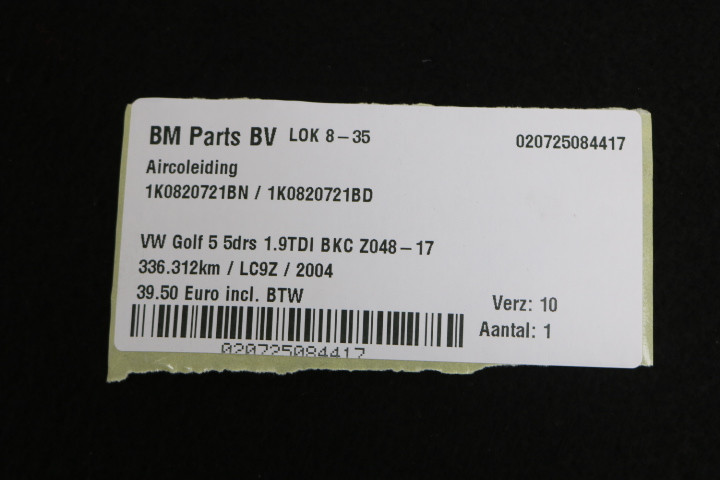 BM Parts BV LOK 8-35 020725084417
Aircoleiding
1K0820721BN / 1K0820721BD
VW Golf 5 5drs 1.9TDI BKC Z048-17
336.312km / LC9Z / 2004
39.50 Euro incl. BTW
Verz: 10
Aantal: 1
020725084417